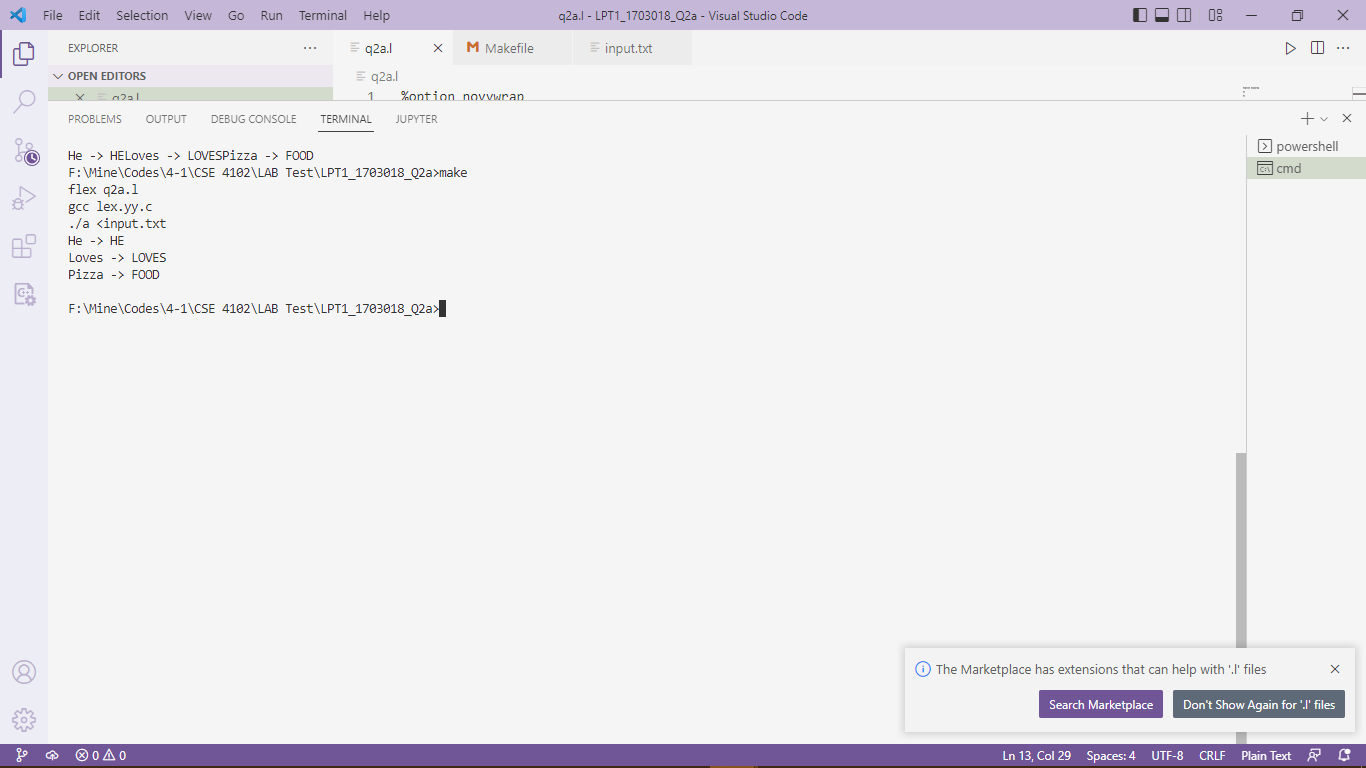 File Edit Selection View Go Run Terminal Help q2a.l - LPT1_1703018_Q2a - Visual Studio Code
EXPLORER
q2a.l Makefile input.txt
OPEN EDITORS
q2a.l
q2a.l
1 %option noyywrap
PROBLEMS OUTPUT DEBUG CONSOLE TERMINAL JUPYTER
powershell
cmd
He -> HELoves -> LOVESPizza -> FOOD
F:\Mine\Codes\4-1\CSE 4102\LAB Test\LPT1_1703018_Q2a>make
flex q2a.l
gcc lex.yy.c
./a <input.txt
He -> HE
Loves -> LOVES
Pizza -> FOOD
F:\Mine\Codes\4-1\CSE 4102\LAB Test\LPT1_1703018_Q2a>
The Marketplace has extensions that can help with '.l' files
Search Marketplace Don't Show Again for '.l' files
0 0 Ln 13, Col 29 Spaces: 4 UTF-8 CRLF Plain Text